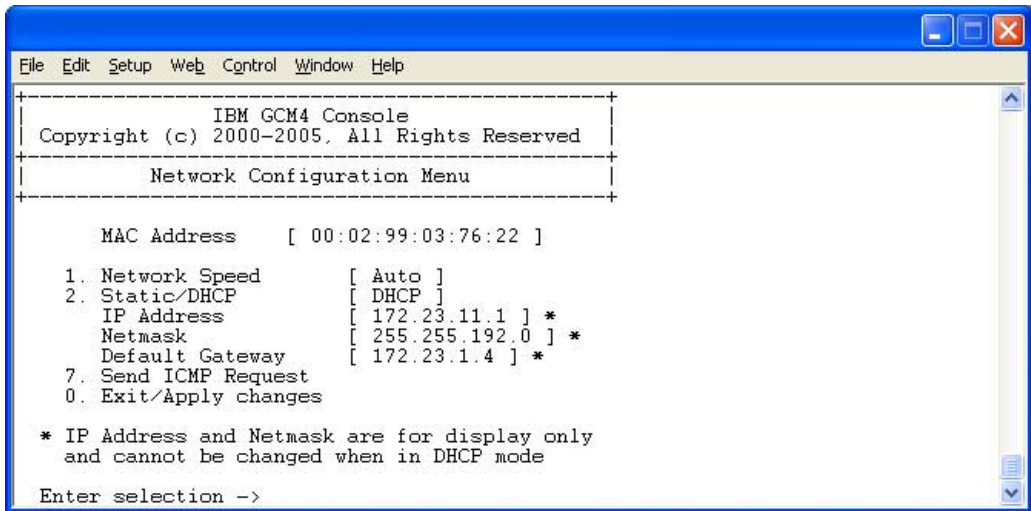 File Edit Setup Web Control Window Help
IBM GCM4 Console
Copyright (c) 2000-2005, All Rights Reserved
Network Configuration Menu
MAC Address [ 00:02:99:03:76:22 ]
1. Network Speed [ Auto ]
2. Static/DHCP [ DHCP ]
IP Address [ 172.23.11.1 ] *
Netmask [ 255.255.192.0 ] *
Default Gateway [ 172.23.1.4 ] *
7. Send ICMP Request
0. Exit/Apply changes
* IP Address and Netmask are for display only
and cannot be changed when in DHCP mode
Enter selection ->